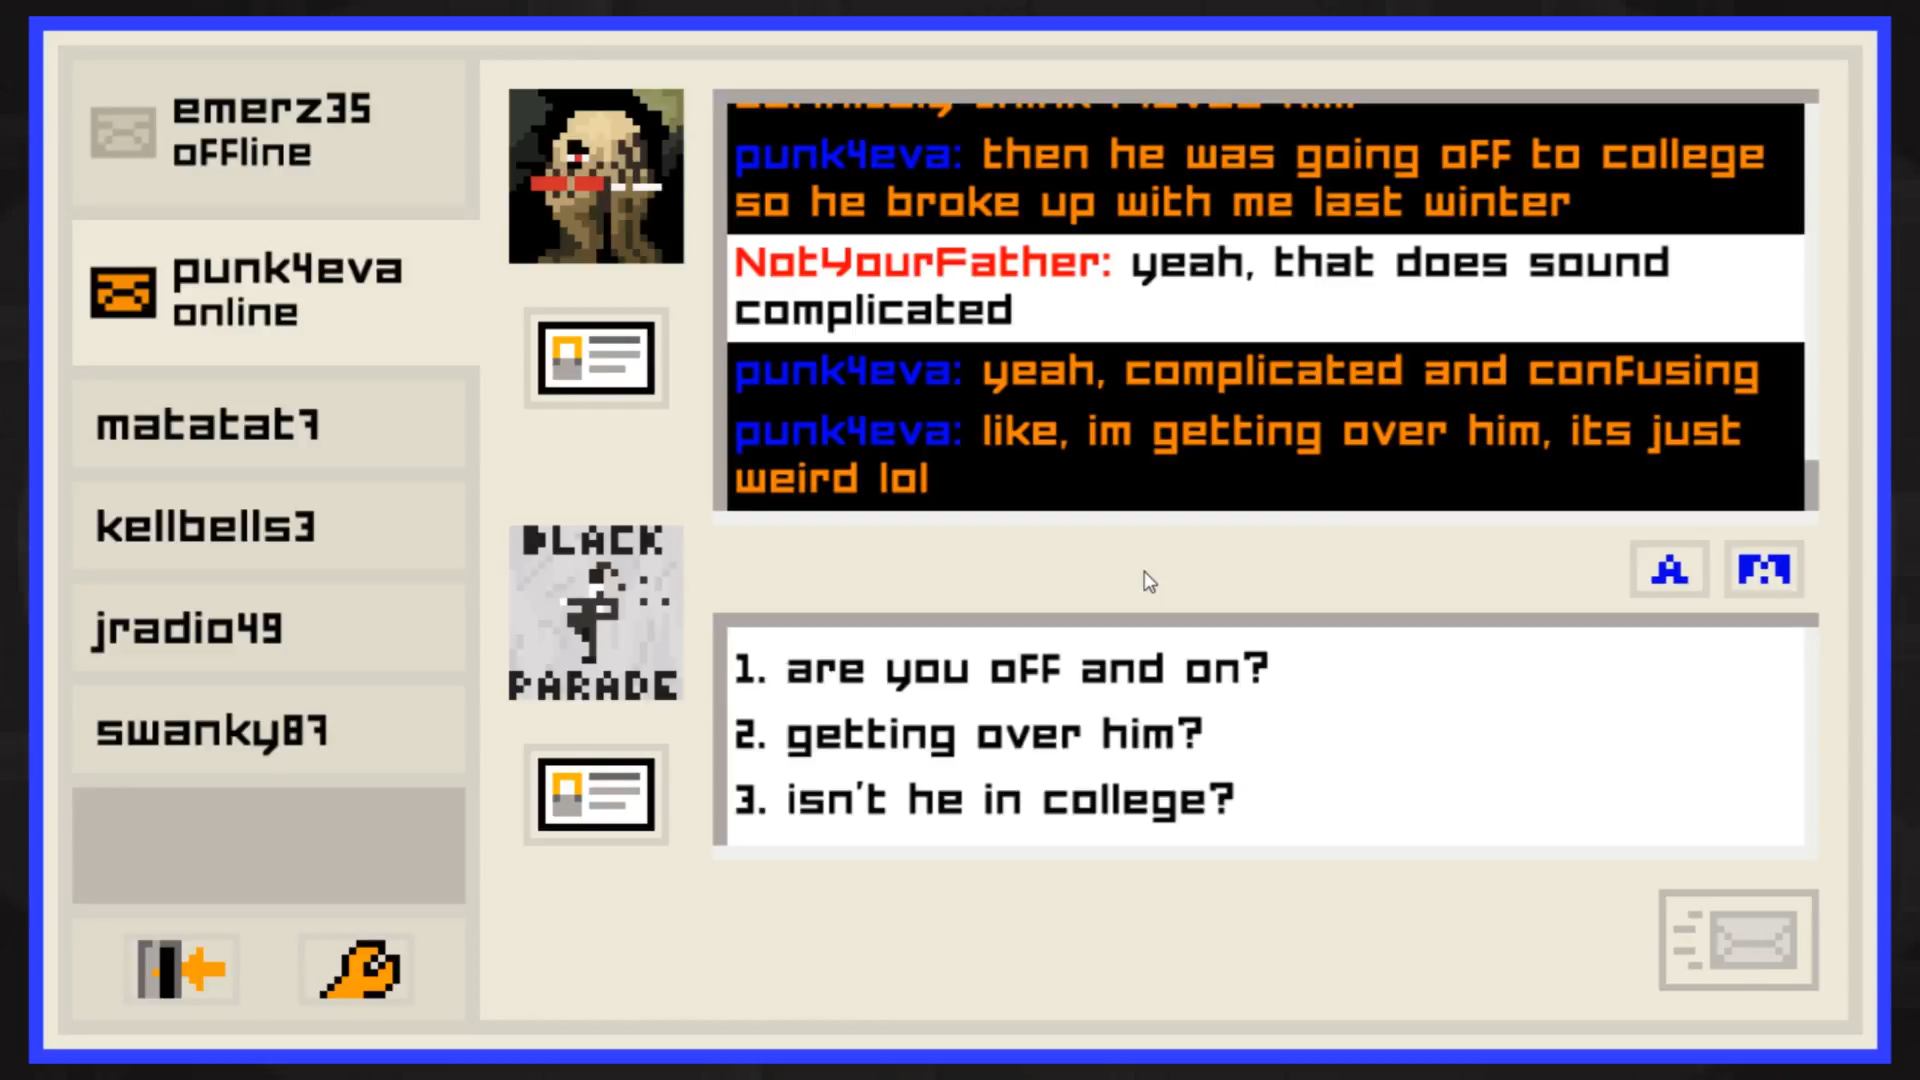 emerz35
offline
punk4eva
online
matatat7
kellbells3
jradio49
swanky87
punk4eva: then he was going off to college
so he broke up with me last winter
NotYourFather: yeah, that does sound
complicated
punk4eva: yeah, complicated and confusing
punk4eva: like, im getting over him, its just
weird lol
BLACK
PARADE
A
1. are you off and on?
2. getting over him?
3. isn't he in college?